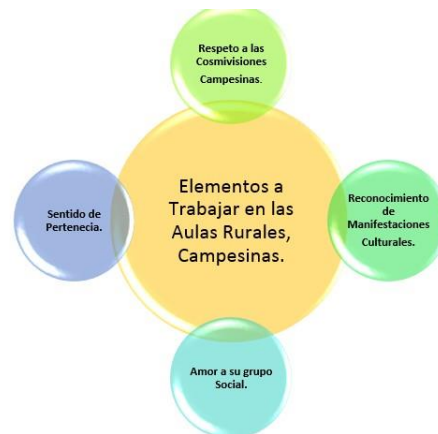 Respeto a las
Cosmivisiones
Campesinas.
Elementos a
Trabajar en las
Aulas Rurales,
Campesinas.
Sentido de
Pertenecia.
Reconocimiento
de
Manifestaciones
Culturales.
Amor a su grupo
Social.